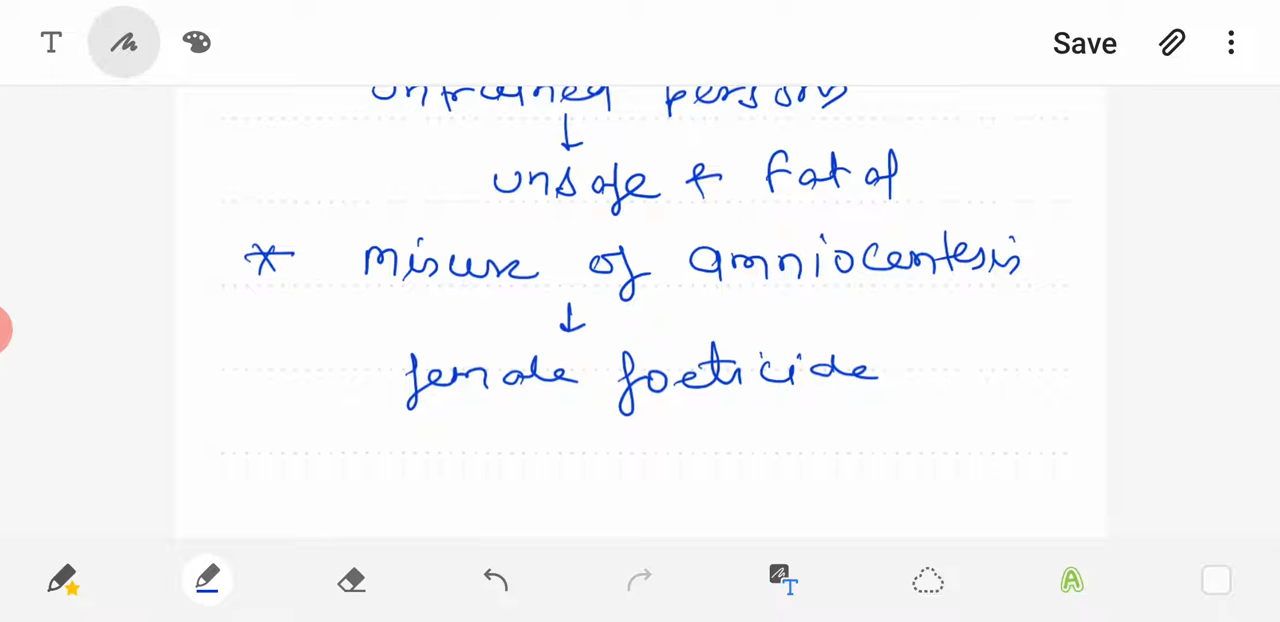 T Save
untrained persons
↓
unsafe & fatal
* misuse of amniocentesis
↓
female foeticide
T A